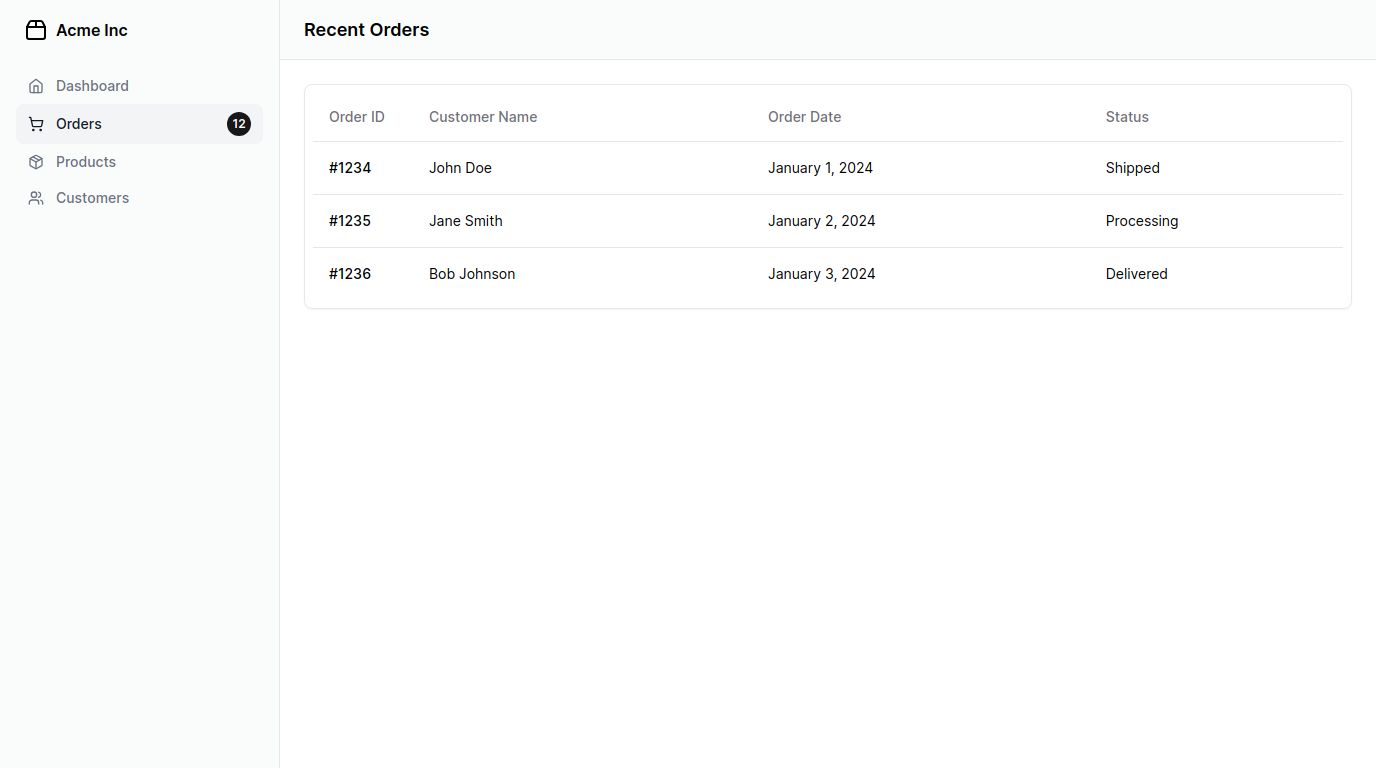 Acme Inc
Dashboard
Orders 12
Products
Customers
Recent Orders
Order ID Customer Name Order Date Status
#1234 John Doe January 1, 2024 Shipped
#1235 Jane Smith January 2, 2024 Processing
#1236 Bob Johnson January 3, 2024 Delivered